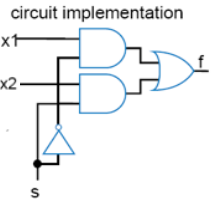 circuit implementation
x1
f
x2
s